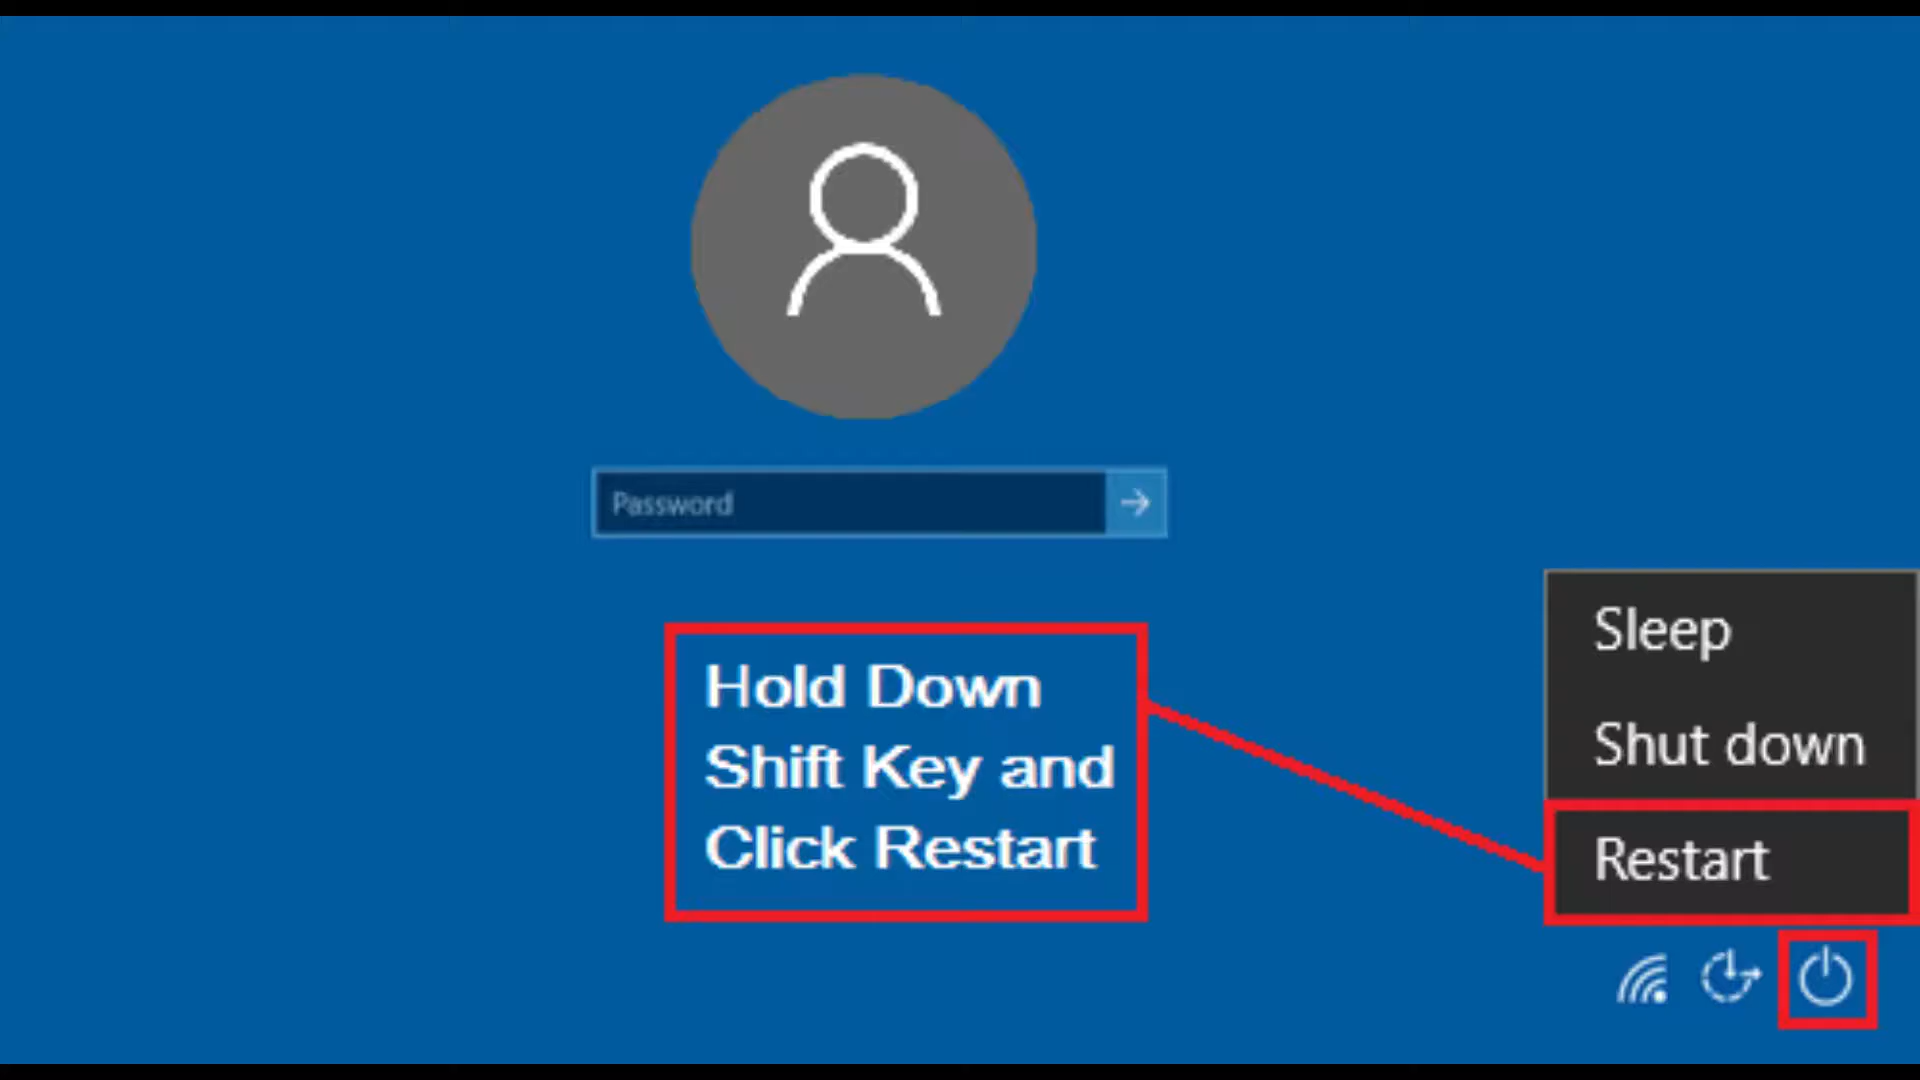 Password
Hold Down
Shift Key and
Click Restart
Sleep
Shut down
Restart